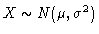 X ∼ N(μ, σ²)